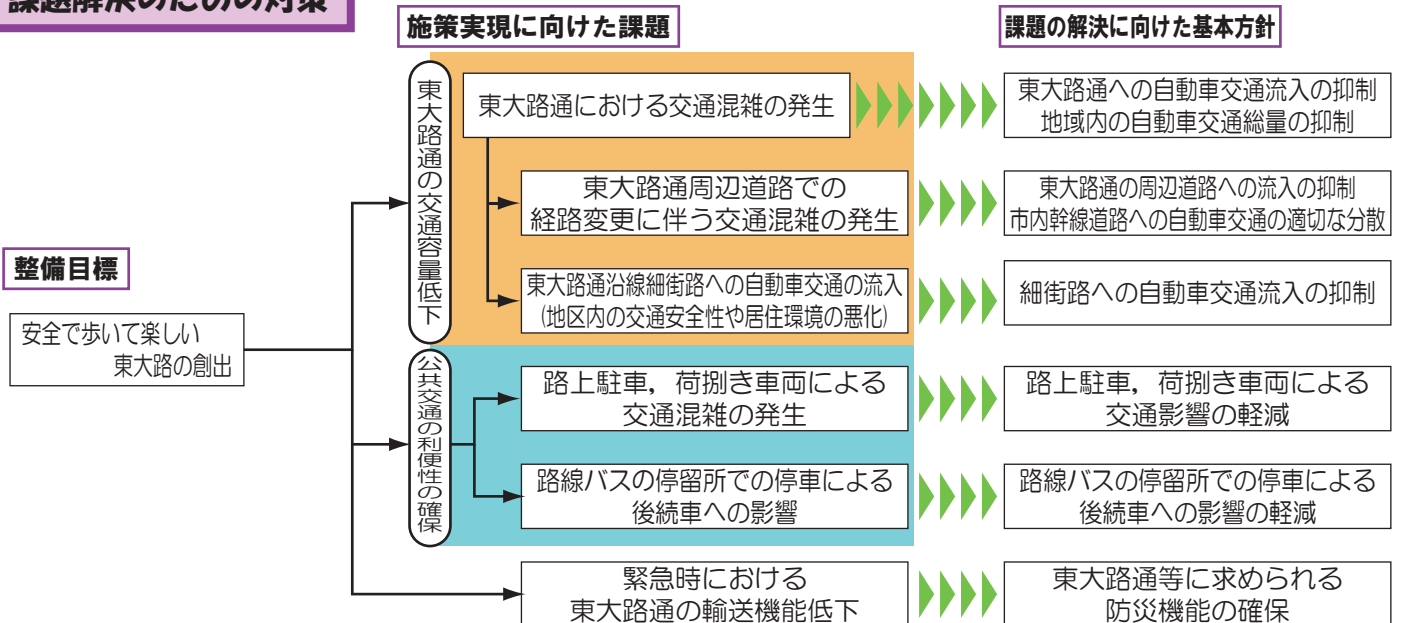 課題解決のための対策
施策実現に向けた課題
課題の解決に向けた基本方針
整備目標
安全で歩いて楽しい
東大路の創出
東大路通の交通容量低下
東大路通における交通混雑の発生
東大路通への自動車交通流入の抑制
地域内の自動車交通総量の抑制
東大路通周辺道路での
経路変更に伴う交通混雑の発生
東大路通の周辺道路への流入の抑制
市内幹線道路への自動車交通の適切な分散
東大路通沿線細街路への自動車交通の流入
(地区内の交通安全性や居住環境の悪化)
細街路への自動車交通流入の抑制
公共交通の利便性の確保
路上駐車，荷捌き車両による
交通混雑の発生
路上駐車，荷捌き車両による
交通影響の軽減
路線バスの停留所での停車による
後続車への影響
路線バスの停留所での停車による
後続車への影響の軽減
緊急時における
東大路通の輸送機能低下
東大路通等に求められる
防災機能の確保